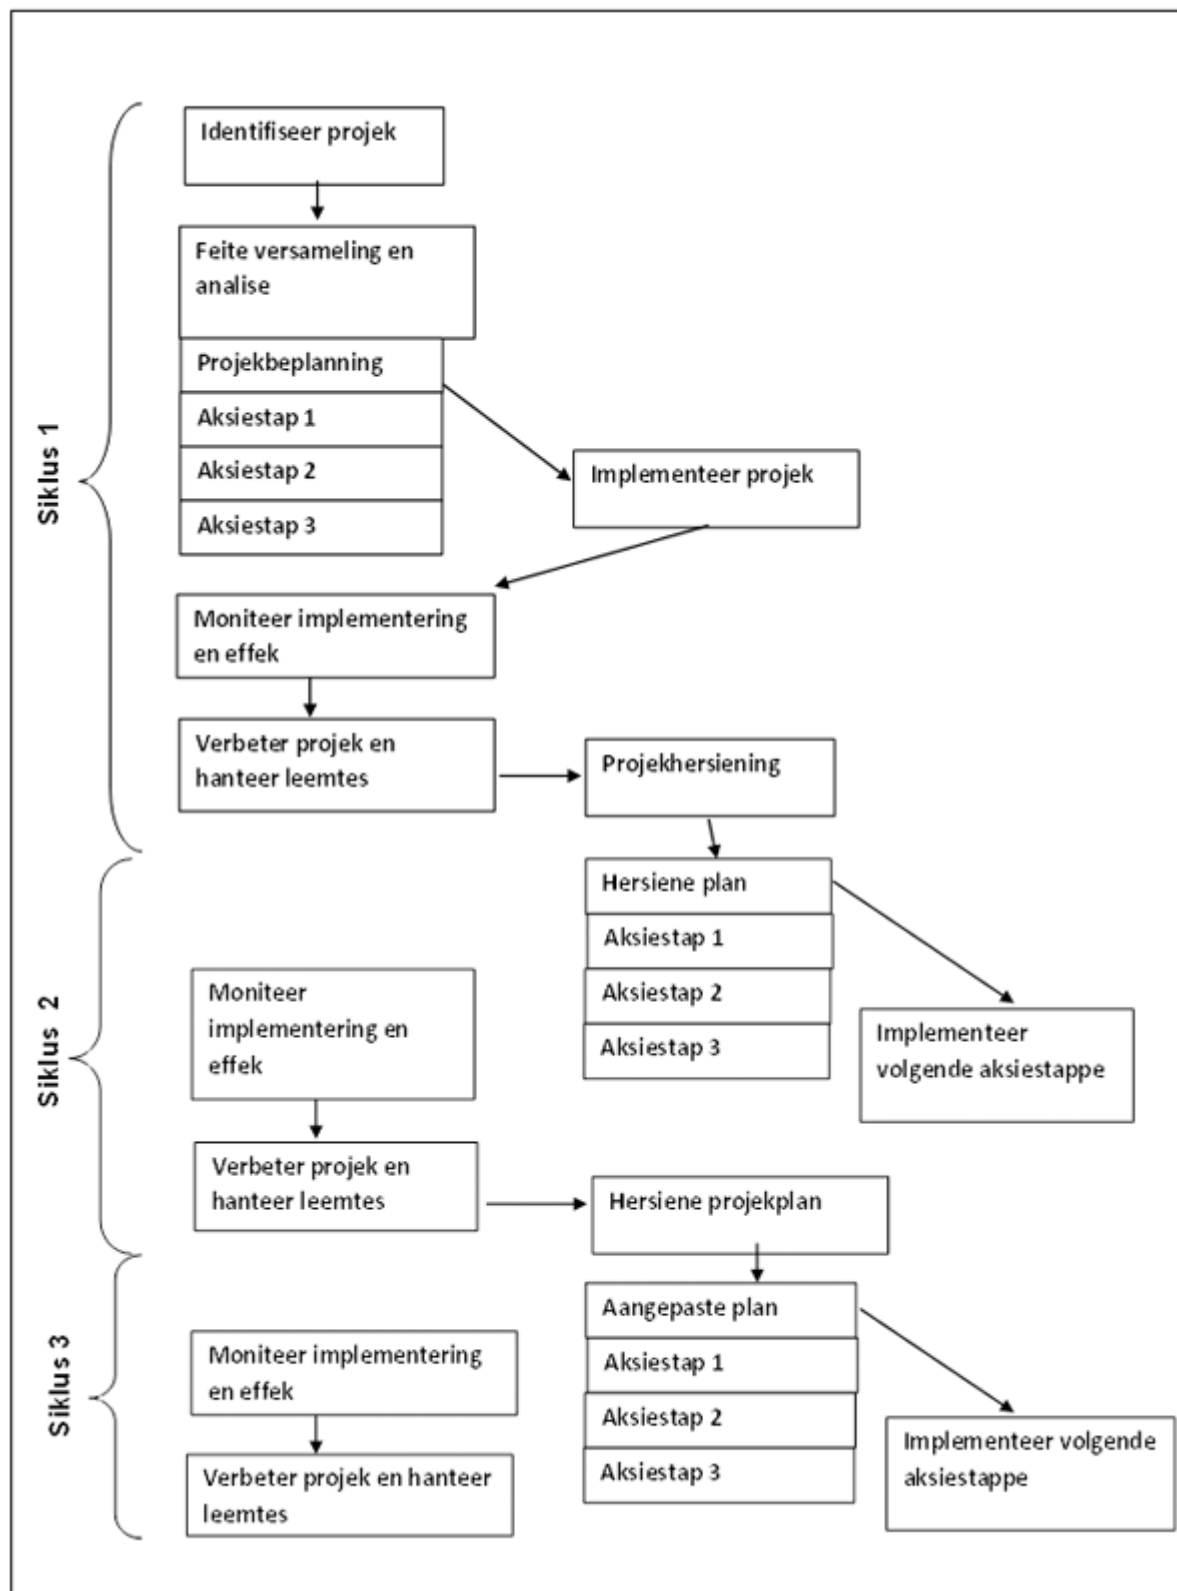 Siklus 1
Identifiseer projek
Feite versameling en
analise
Projekbeplanning
Aksiestap 1
Aksiestap 2
Aksiestap 3
Implementeer projek
Moniteer implementering
en effek
Verbeter projek en
hanteer leemtes
Projekhersiening
Siklus 2
Hersiene plan
Aksiestap 1
Aksiestap 2
Aksiestap 3
Implementeer
volgende aksiestappe
Moniteer
implementering en
effek
Verbeter projek en
hanteer leemtes
Hersiene projekplan
Siklus 3
Aangepaste plan
Aksiestap 1
Aksiestap 2
Aksiestap 3
Implementeer volgende
aksiestappe
Moniteer implementering
en effek
Verbeter projek en hanteer
leemtes